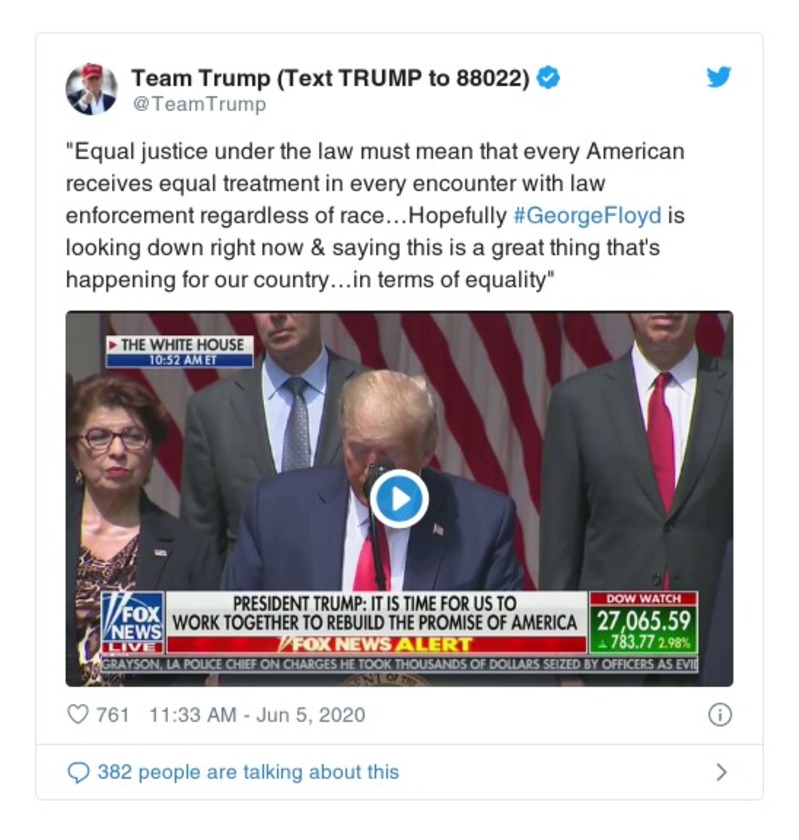 Team Trump (Text TRUMP to 88022)
@TeamTrump
"Equal justice under the law must mean that every American
receives equal treatment in every encounter with law
enforcement regardless of race...Hopefully #GeorgeFloyd is
looking down right now & saying this is a great thing that's
happening for our country...in terms of equality"
THE WHITE HOUSE
10:52 AM ET
FOX
NEWS
LIVE
PRESIDENT TRUMP: IT IS TIME FOR US TO
WORK TOGETHER TO REBUILD THE PROMISE OF AMERICA
FOX NEWS ALERT
DOW WATCH
27,065.59
783.77 2.98%
GRAYSON, LA POLICE CHIEF ON CHARGES HE TOOK THOUSANDS OF DOLLARS SEIZED BY OFFICERS AS EVID
761 11:33 AM - Jun 5, 2020
382 people are talking about this